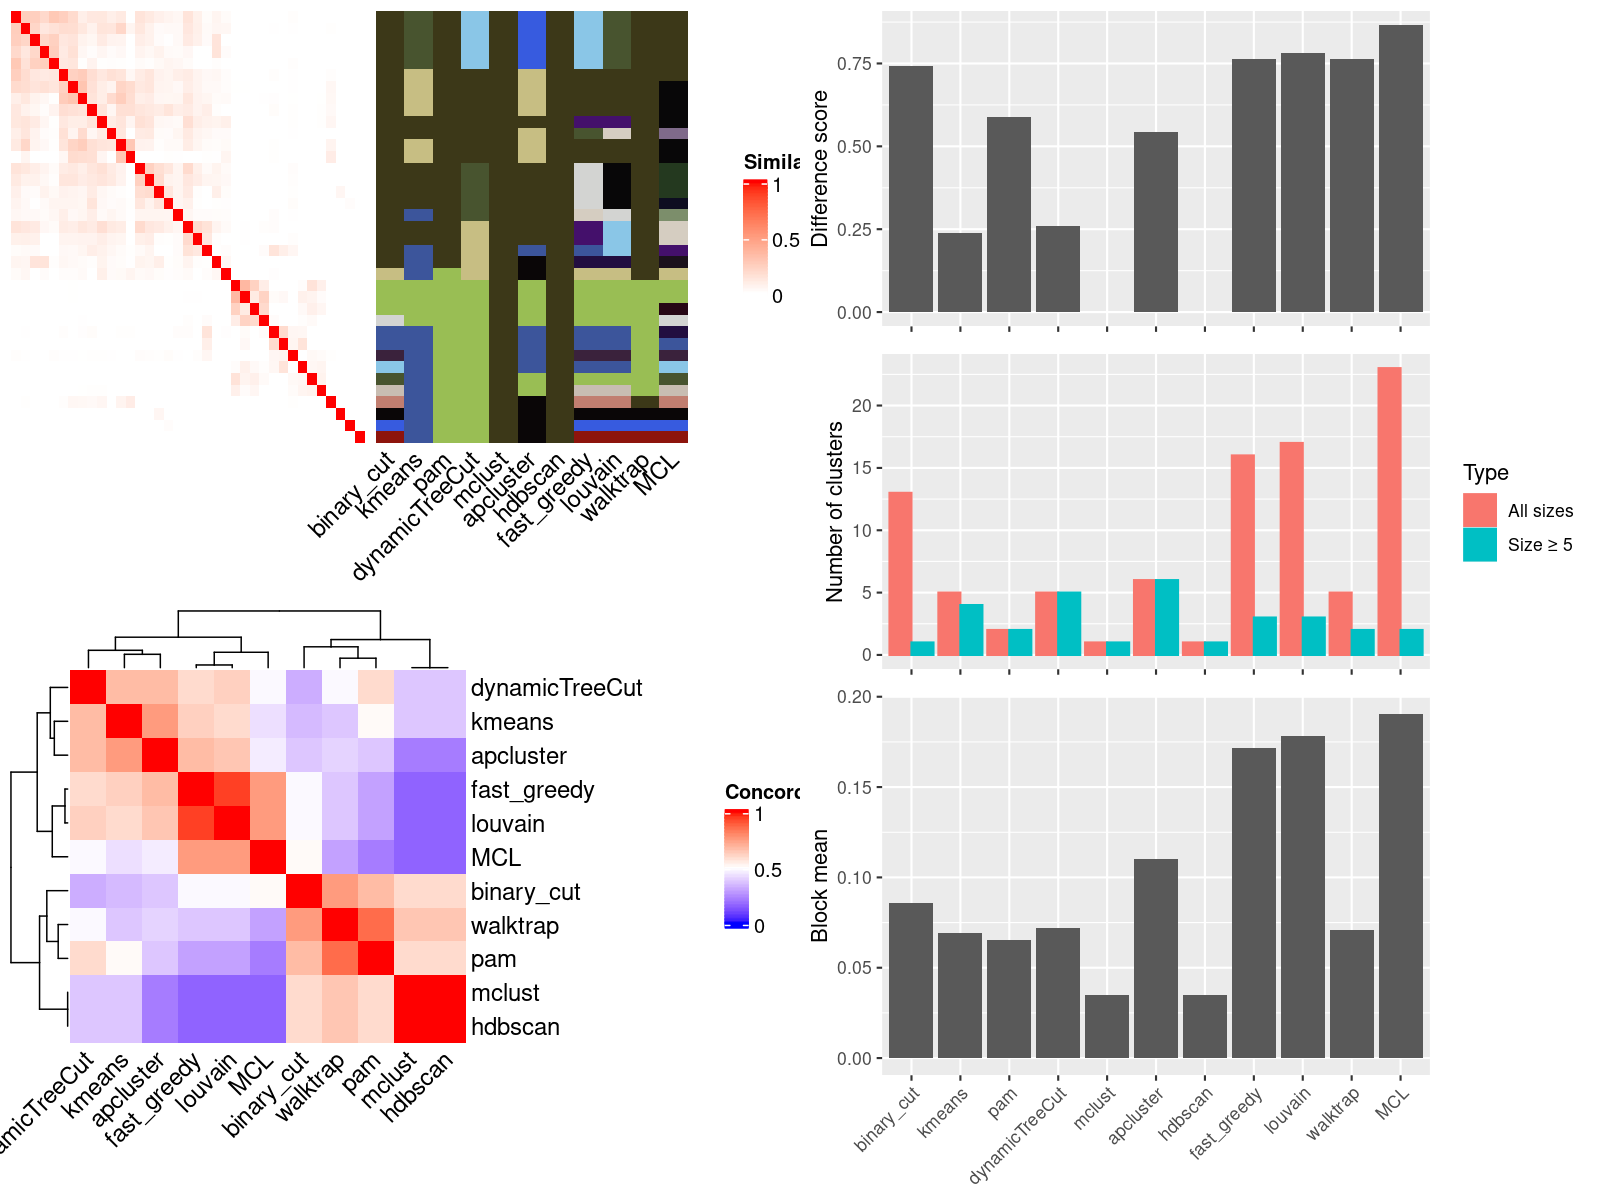 Simila
1
0.5
0
binary_cut
kmeans
pam
dynamicTreeCut
mclust
apcluster
hdbscan
fast_greedy
louvain
walktrap
MCL
dynamicTreeCut
kmeans
apcluster
fast_greedy
louvain
MCL
binary_cut
walktrap
pam
mclust
hdbscan
Concord
1
0.5
0
amicTreeCut
kmeans
apcluster
fast_greedy
louvain
MCL
binary_cut
walktrap
pam
mclust
hdbscan
Difference score
0.75
0.50
0.25
0.00
Number of clusters
20
15
10
5
0
Type
All sizes
Size ≥ 5
Block mean
0.20
0.15
0.10
0.05
0.00
binary_cut
kmeans
pam
dynamicTreeCut
mclust
apcluster
hdbscan
fast_greedy
louvain
walktrap
MCL